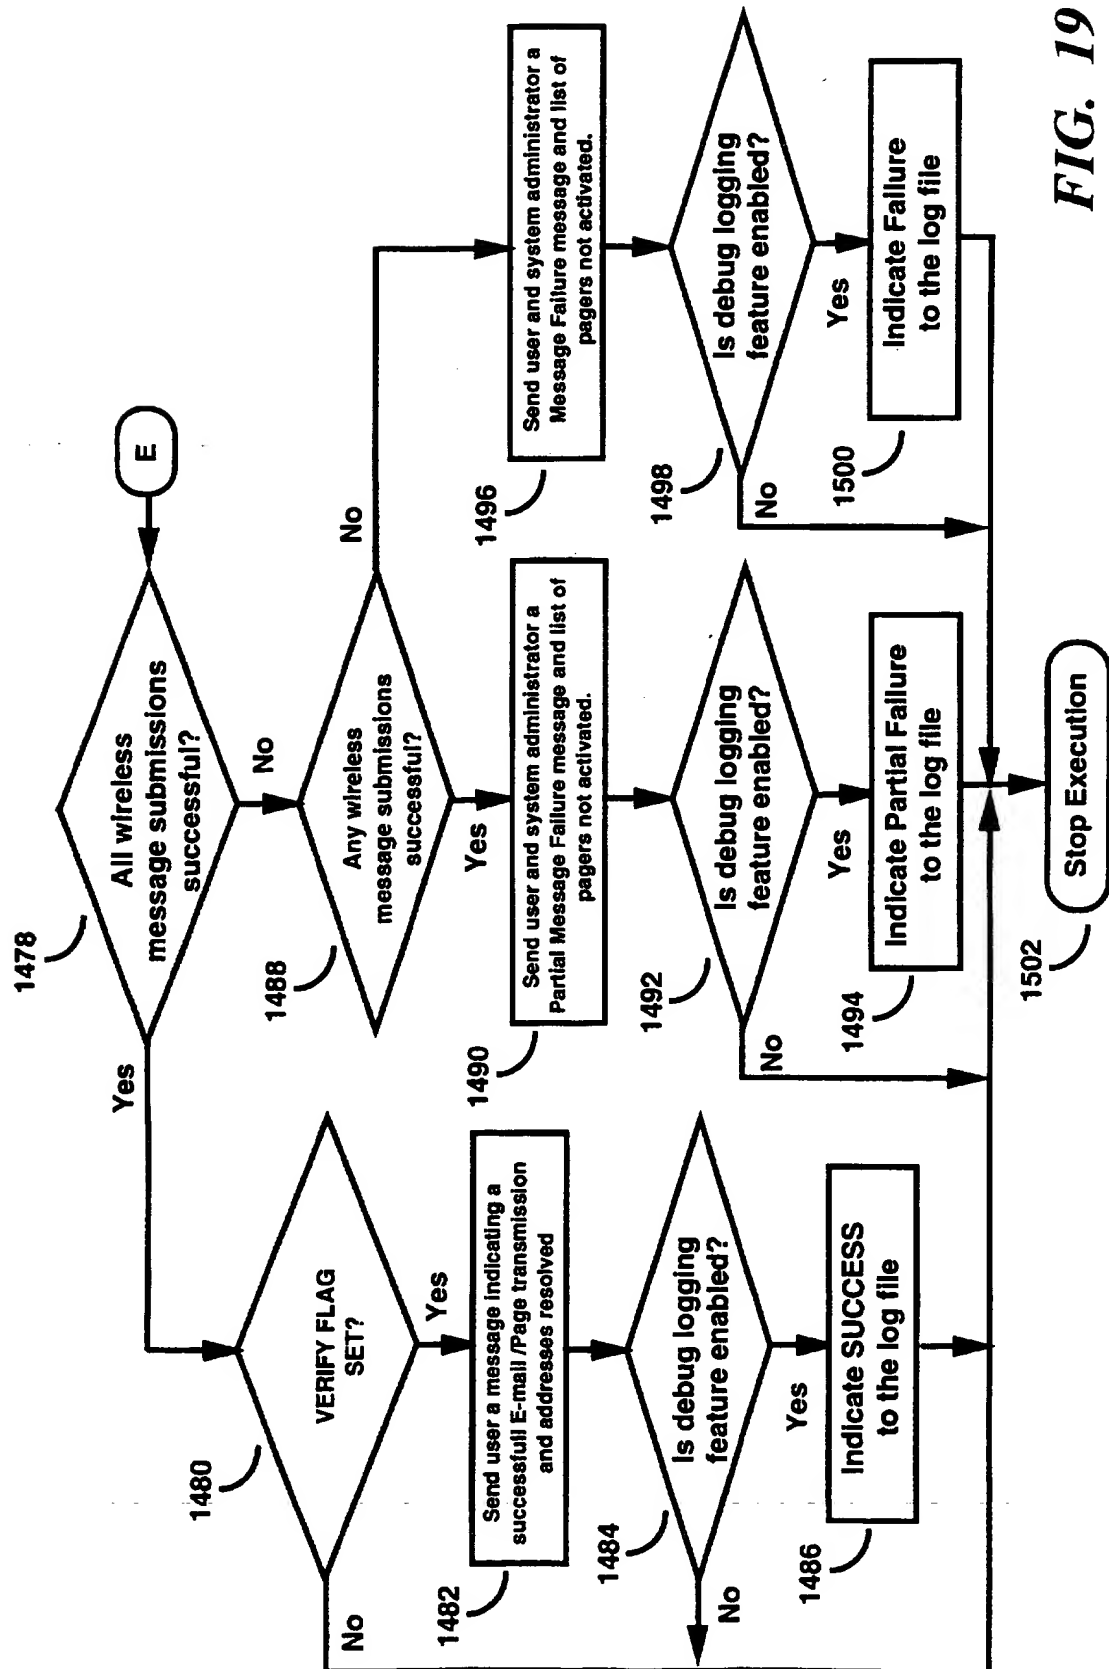 E
1478
All wireless
message submissions
successful?
Yes
No
1480
VERIFY FLAG
SET?
No
Yes
1482
Send user a message indicating a
successfull E-mail /Page transmission
and addresses resolved
1484
Is debug logging
feature enabled?
No
Yes
1486
Indicate SUCCESS
to the log file
1488
Any wireless
message submissions
successful?
Yes
No
1490
Send user and system administrator a
Partial Message Failure message and list of
pagers not activated.
1492
Is debug logging
feature enabled?
No
Yes
1494
Indicate Partial Failure
to the log file
1496
Send user and system administrator a
Message Failure message and list of
pagers not activated.
1498
Is debug logging
feature enabled?
No
Yes
1500
Indicate Failure
to the log file
1502
Stop Execution
FIG. 19